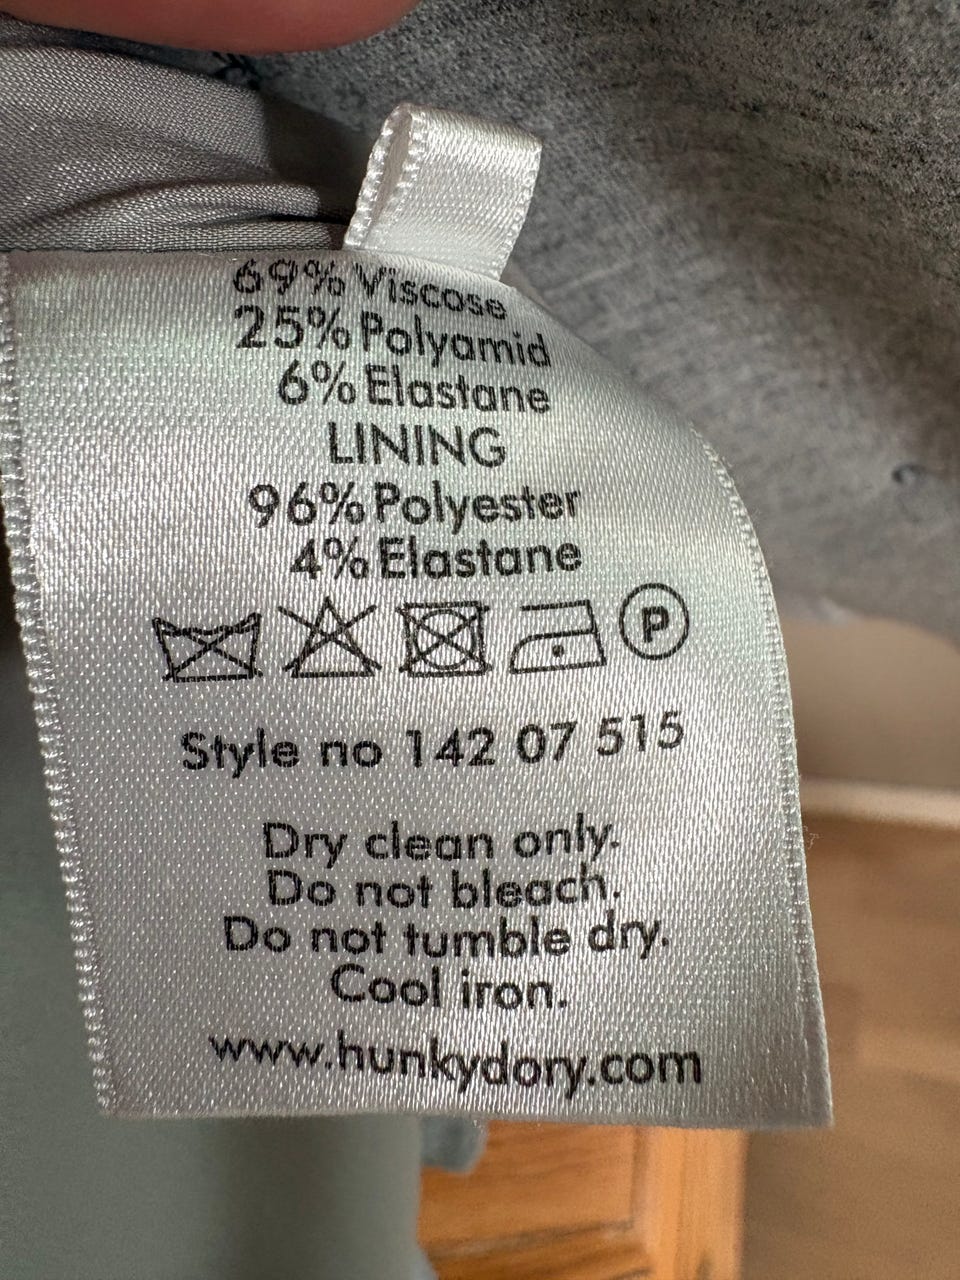 69% Viscose
25% Polyamid
6% Elastane
LINING
96% Polyester
4% Elastane
P
Style no 142 07 515
Dry clean only.
Do not bleach.
Do not tumble dry.
Cool iron.
www.hunkydory.com